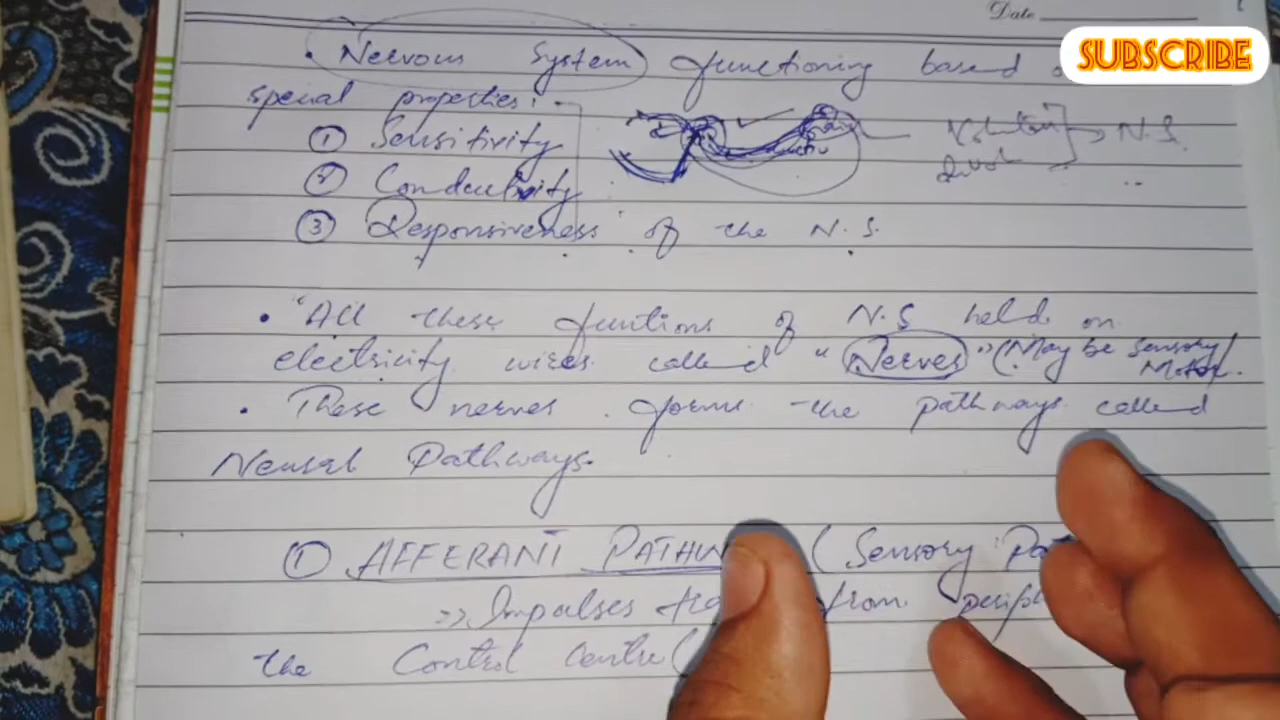 Date
SUBSCRIBE
• Nervous System functioning based
special properties:
① Sensitivity
② Conductivity
③ Responsiveness of the N.S.
N.S.
• "All these functions of N.S held on
electricity wires called "Nerves" (May be Sensory/
Motor.
• These nerves forms the pathways called
Neural Pathways.
① AFFERANT PATHW (Sensory Pat
=>> Impulses from periph
the Control Centre (